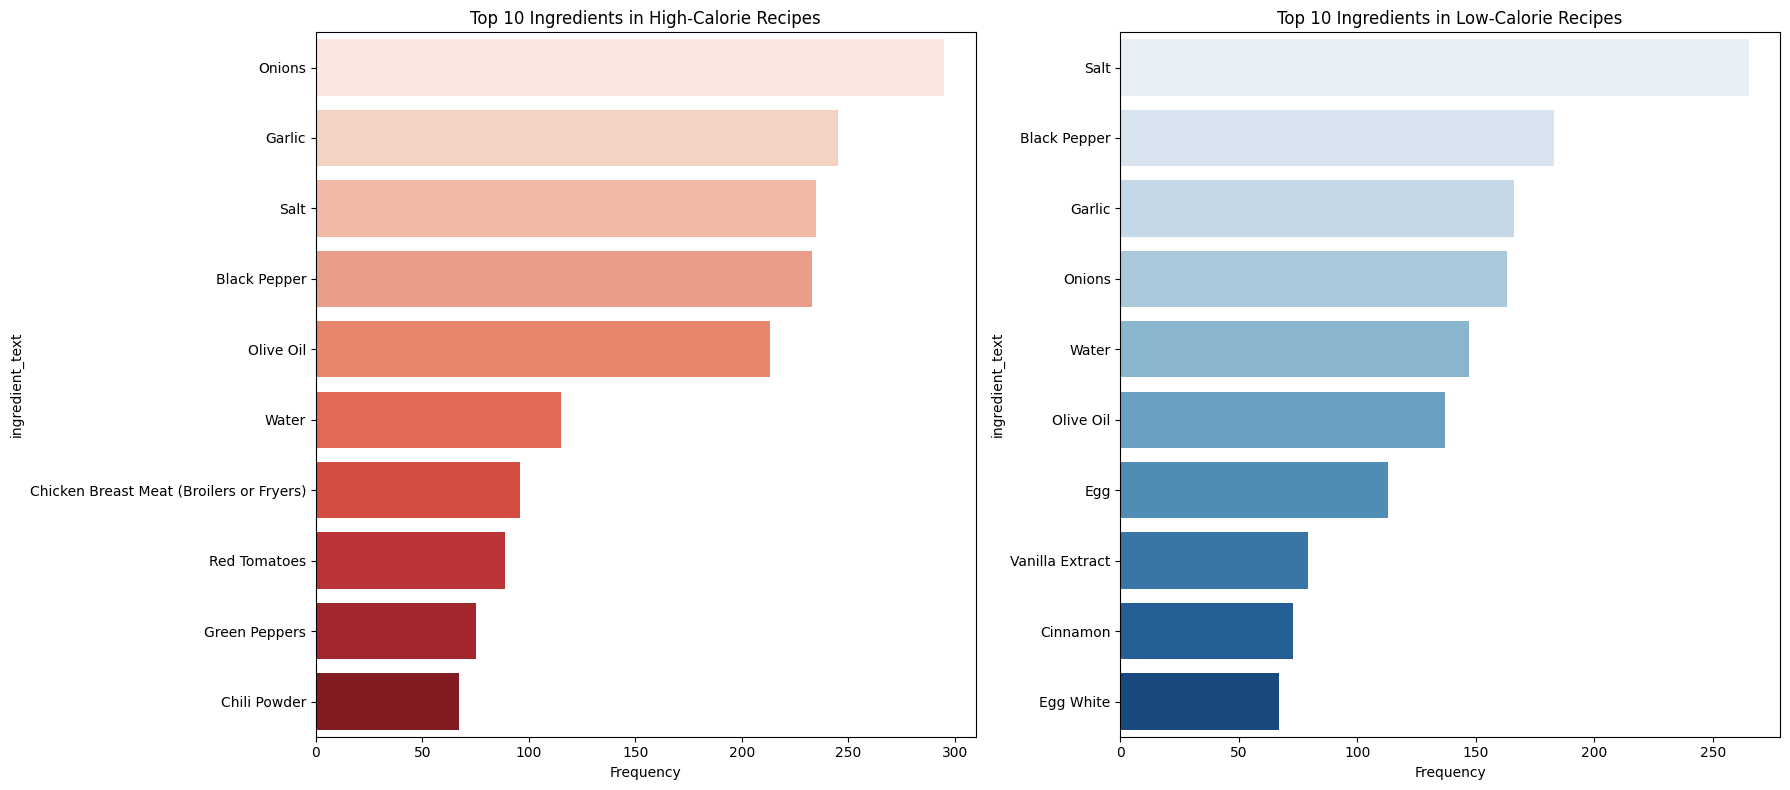 Top 10 Ingredients in High-Calorie Recipes
ingredient_text
Onions
Garlic
Salt
Black Pepper
Olive Oil
Water
Chicken Breast Meat (Broilers or Fryers)
Red Tomatoes
Green Peppers
Chili Powder
0 50 100 150 200 250 300
Frequency
Top 10 Ingredients in Low-Calorie Recipes
ingredient_text
Salt
Black Pepper
Garlic
Onions
Water
Olive Oil
Egg
Vanilla Extract
Cinnamon
Egg White
0 50 100 150 200 250
Frequency